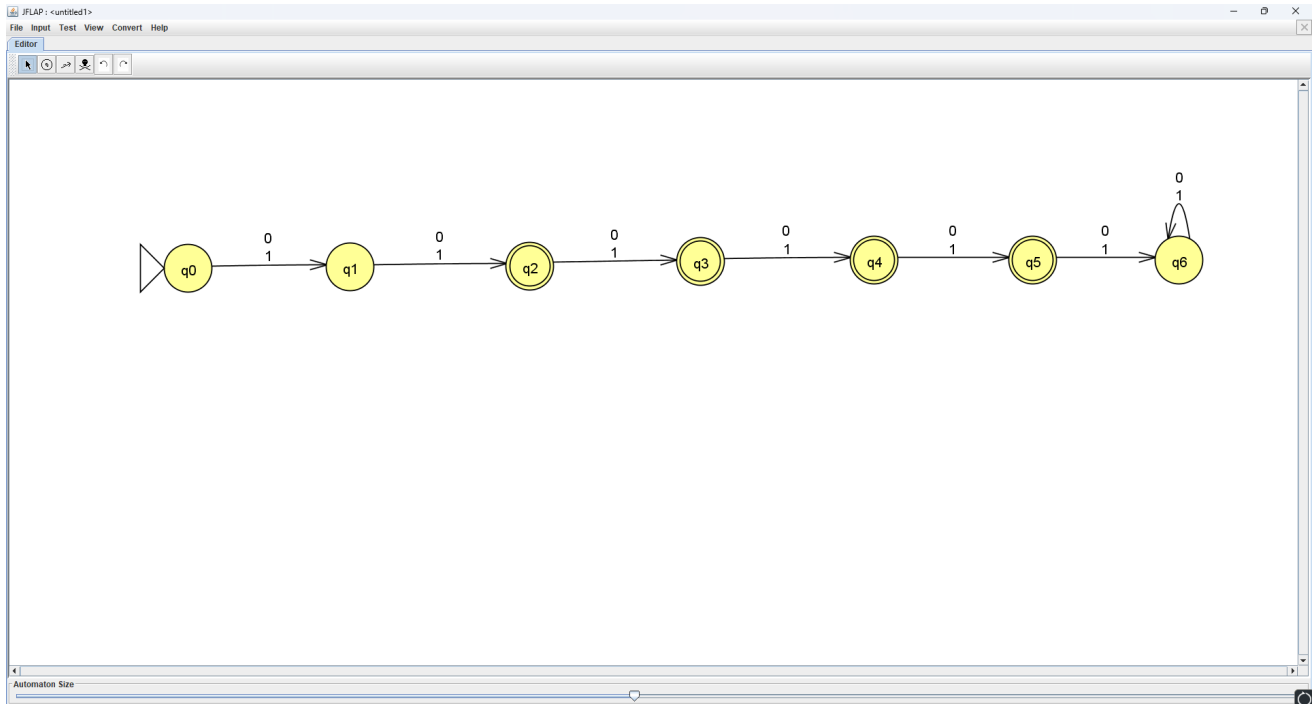 JFLAP : <untitled1>
File Input Test View Convert Help
Editor
0
1
0
1
0
1
0
1
0
1
0
1
0
1
q0
q1
q2
q3
q4
q5
q6
Automaton Size